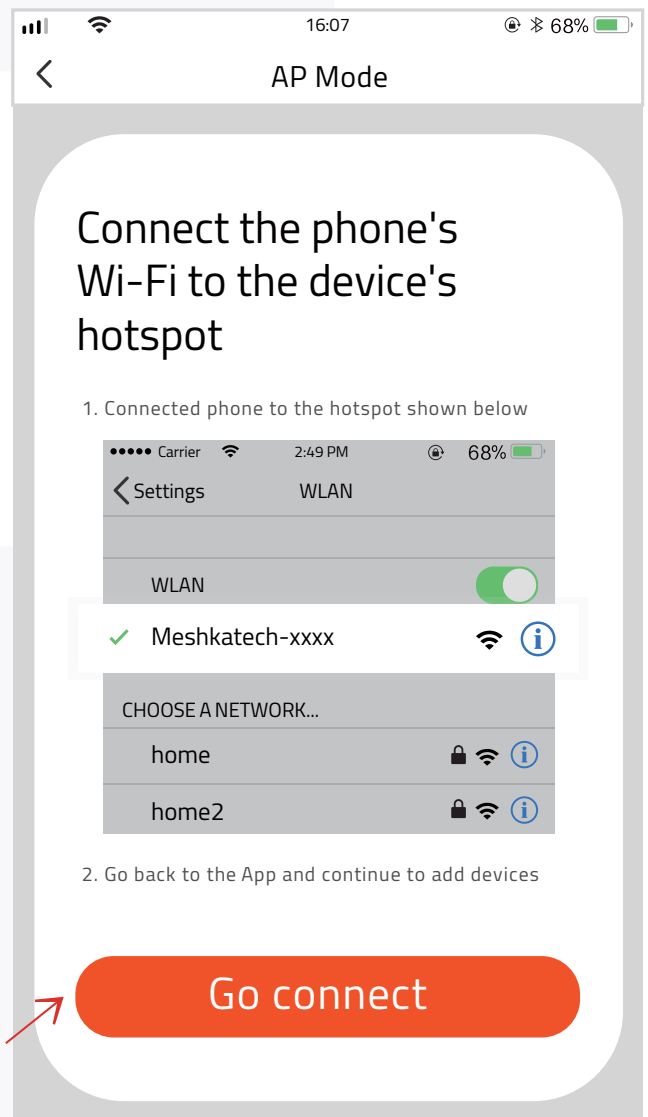 16:07 68%
AP Mode
Connect the phone's
Wi-Fi to the device's
hotspot
1. Connected phone to the hotspot shown below
Carrier 2:49 PM 68%
Settings WLAN
WLAN
Meshkatech-xxxx
CHOOSE A NETWORK...
home
home2
2. Go back to the App and continue to add devices
Go connect